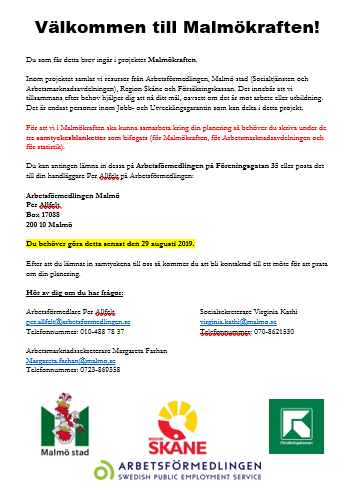 Välkommen till Malmökraften!
Du som får detta brev ingår i projektet Malmökraften.
Inom projektet samlar vi resurser från Arbetsförmedlingen, Malmö stad (Socialtjänsten och
Arbetsmarknadsavdelningen), Region Skåne och Försäkringskassan. Det innebär att vi
tillsammans efter behov hjälper dig att nå ditt mål, oavsett om det är mot arbete eller utbildning.
Det är endast personer inom Jobb- och Utvecklingsgarantin som kan delta i detta projekt.
För att vi i Malmökraften ska kunna samarbeta kring din planering så behöver du skriva under de
tre samtyckesblanketter som bifogats (för Malmökraften, för Arbetsmarknadsavdelningen och
för statistik).
Du kan antingen lämna in dessa på Arbetsförmedlingen på Föreningsgatan 35 eller posta det
till din handläggare Per Allfelt på Arbetsförmedlingen:
Arbetsförmedlingen Malmö
Per Allfelt
Box 17088
200 10 Malmö
Du behöver göra detta senast den 29 augusti 2019.
Efter att du lämnat in samtyckena till oss så kommer du att bli kontaktad till ett möte för att prata
om din planering.
Hör av dig om du har frågor:
Arbetsförmedlare Per Allfelt
per.allfelt@arbetsformedlingen.se
Telefonnummer: 010-488 78 37
Socialsekreterare Virginia Kathi
virginia.kathi@malmo.se
Telefonnummer: 070-8621530
Arbetsmarknadssekreterare Margareta Farhan
Margareta.farhan@malmo.se
Telefonnummer: 0723-869358
Malmö stad
REGION
SKÅNE
Försäkringskassan
ARBETSFÖRMEDLINGEN
SWEDISH PUBLIC EMPLOYMENT SERVICE